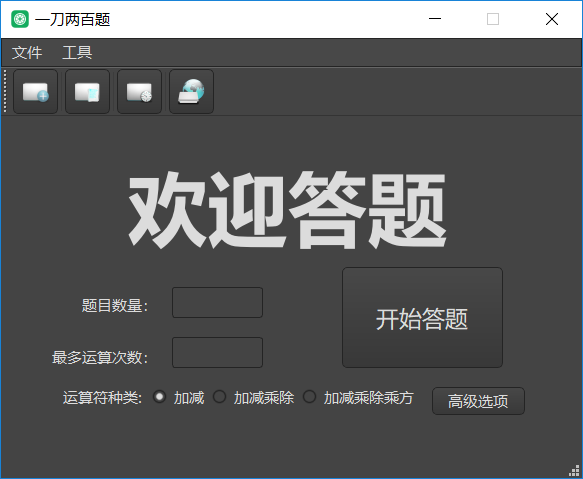 一刀两百题
文件 工具
欢迎答题
题目数量：
开始答题
最多运算次数：
运算符种类: 加减 加减乘除 加减乘除乘方
高级选项